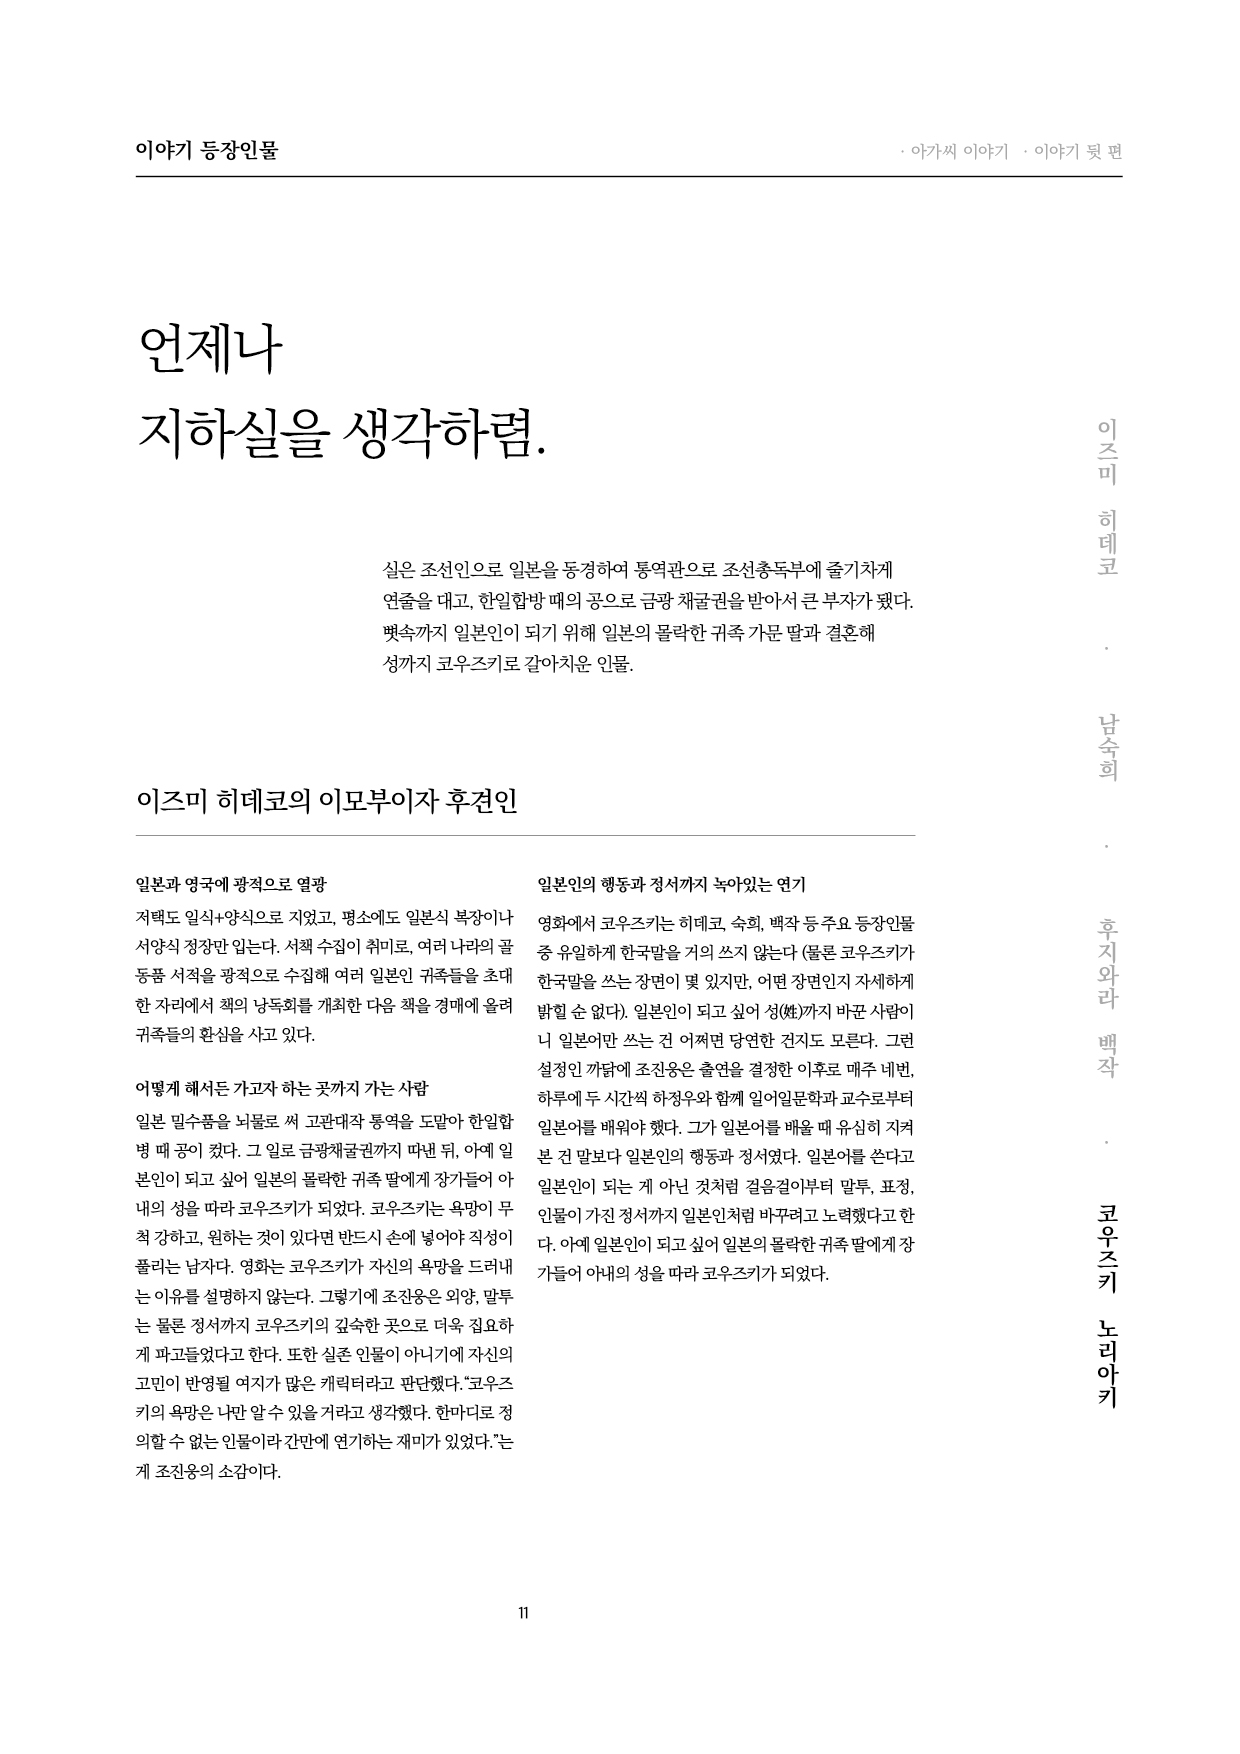 이야기 등장인물
· 아가씨 이야기 · 이야기 뒷 편
언제나
지하실을 생각하렴.
실은 조선인으로 일본을 동경하여 통역관으로 조선총독부에 줄기차게
연줄을 대고, 한일합방 때의 공으로 금광 채굴권을 받아서 큰 부자가 됐다.
뼛속까지 일본인이 되기 위해 일본의 몰락한 귀족 가문 딸과 결혼해
성까지 코우즈키로 갈아치운 인물.
이즈미 히데코의 이모부이자 후견인
일본과 영국에 광적으로 열광
저택도 일식+양식으로 지었고, 평소에도 일본식 복장이나
서양식 정장만 입는다. 서책 수집이 취미로, 여러 나라의 골
동품 서적을 광적으로 수집해 여러 일본인 귀족들을 초대
한 자리에서 책의 낭독회를 개최한 다음 책을 경매에 올려
귀족들의 환심을 사고 있다.
어떻게 해서든 가고자 하는 곳까지 가는 사람
일본 밀수품을 뇌물로 써 고관대작 통역을 도맡아 한일합
병 때 공이 컸다. 그 일로 금광채굴권까지 따낸 뒤, 아예 일
본인이 되고 싶어 일본의 몰락한 귀족 딸에게 장가들어 아
내의 성을 따라 코우즈키가 되었다. 코우즈키는 욕망이 무
척 강하고, 원하는 것이 있다면 반드시 손에 넣어야 직성이
풀리는 남자다. 영화는 코우즈키가 자신의 욕망을 드러내
는 이유를 설명하지 않는다. 그렇기에 조진웅은 외양, 말투
는 물론 정서까지 코우즈키의 깊숙한 곳으로 더욱 집요하
게 파고들었다고 한다. 또한 실존 인물이 아니기에 자신의
고민이 반영될 여지가 많은 캐릭터라고 판단했다.“코우즈
키의 욕망은 나만 알 수 있을 거라고 생각했다. 한마디로 정
의할 수 없는 인물이라 간만에 연기하는 재미가 있었다.”는
게 조진웅의 소감이다.
일본인의 행동과 정서까지 녹아있는 연기
영화에서 코우즈키는 히데코, 숙희, 백작 등 주요 등장인물
중 유일하게 한국말을 거의 쓰지 않는다 (물론 코우즈키가
한국말을 쓰는 장면이 몇 있지만, 어떤 장면인지 자세하게
밝힐 순 없다). 일본인이 되고 싶어 성(姓)까지 바꾼 사람이
니 일본어만 쓰는 건 어쩌면 당연한 건지도 모른다. 그런
설정인 까닭에 조진웅은 출연을 결정한 이후로 매주 네번,
하루에 두 시간씩 하정우와 함께 일어일문학과 교수로부터
일본어를 배워야 했다. 그가 일본어를 배울 때 유심히 지켜
본 건 말보다 일본인의 행동과 정서였다. 일본어를 쓴다고
일본인이 되는 게 아닌 것처럼 걸음걸이부터 말투, 표정,
인물이 가진 정서까지 일본인처럼 바꾸려고 노력했다고 한
다. 아예 일본인이 되고 싶어 일본의 몰락한 귀족 딸에게 장
가들어 아내의 성을 따라 코우즈키가 되었다.
이즈미 히데코 · 남숙희 · 후지와라 백작 · 코우즈키 노리아키
11